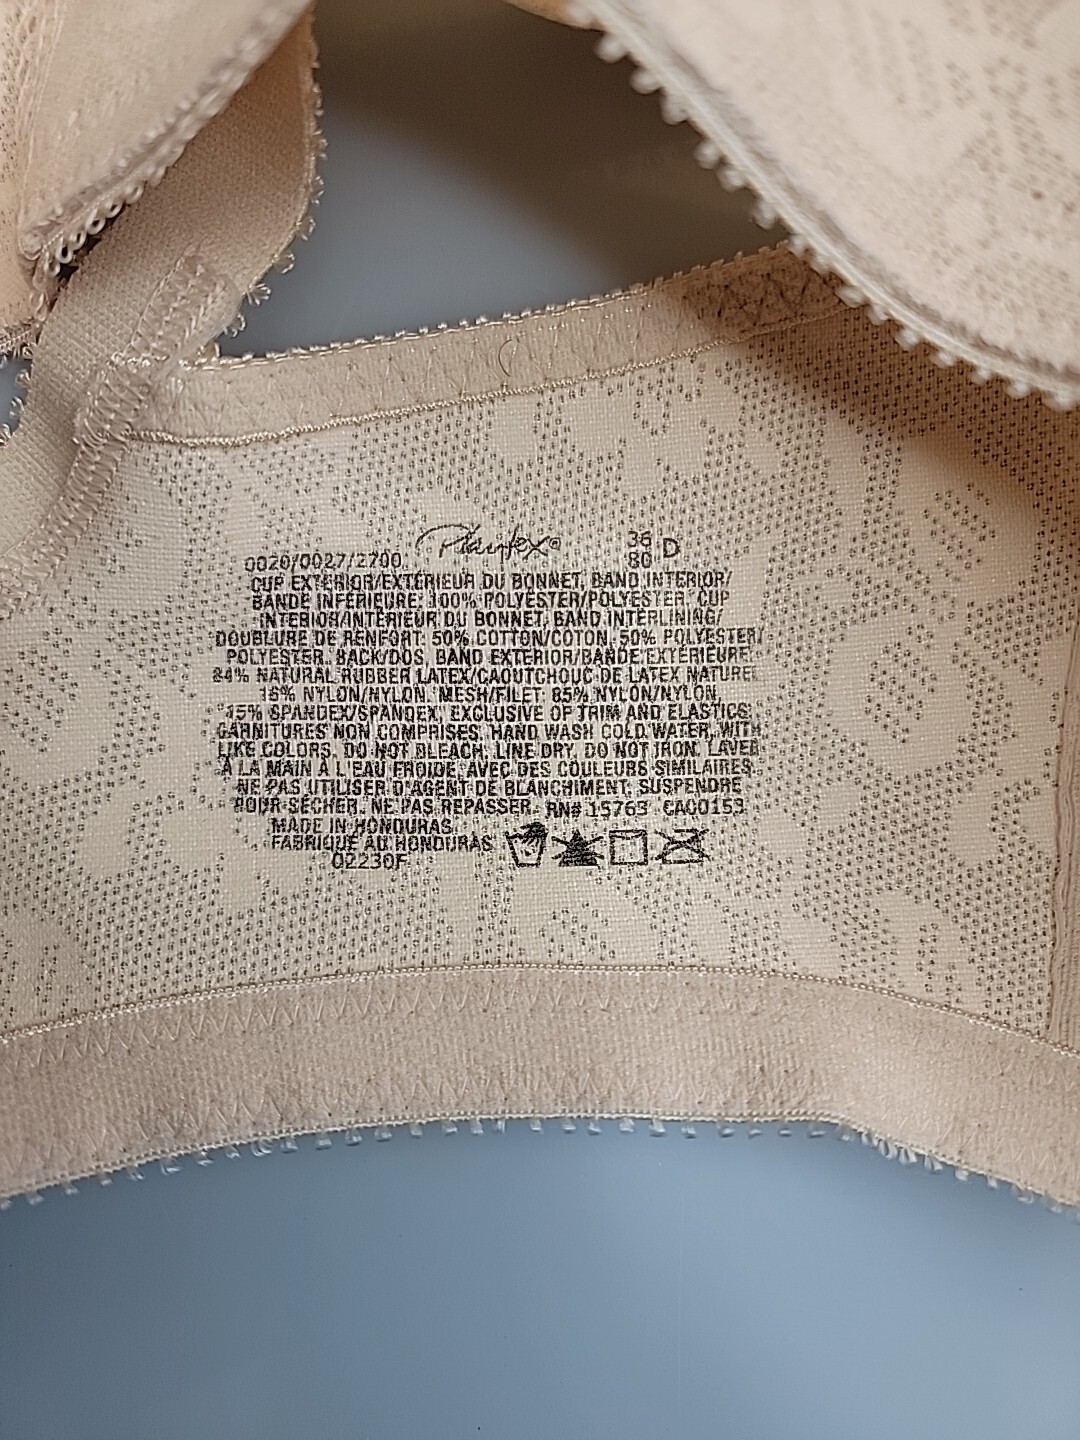 Playtex® 36 D
0020/0027/2700 80
CUP EXTERIOR/EXTÉRIEUR DU BONNET, BAND INTERIOR/
BANDE INFÉRIEURE: 100% POLYESTER/POLYESTER. CUP
INTERIOR/INTÉRIEUR DU BONNET, BAND INTERLINING/
DOUBLURE DE RENFORT: 50% COTTON/COTON, 50% POLYESTER/
POLYESTER. BACK/DOS, BAND EXTERIOR/BANDE EXTÉRIEURE:
84% NATURAL RUBBER LATEX/CAOUTCHOUC DE LATEX NATUREL
16% NYLON/NYLON. MESH/FILET: 85% NYLON/NYLON,
15% SPANDEX/SPANDEX, EXCLUSIVE OF TRIM AND ELASTICS.
GARNITURES NON COMPRISES. HAND WASH COLD WATER, WITH
LIKE COLORS. DO NOT BLEACH. LINE DRY. DO NOT IRON. LAVER
À LA MAIN À L'EAU FROIDE, AVEC DES COULEURS SIMILAIRES.
NE PAS UTILISER D'AGENT DE BLANCHIMENT; SUSPENDRE
POUR SÉCHER. NE PAS REPASSER. RN# 15763 CA00153
MADE IN HONDURAS
FABRIQUÉ AU HONDURAS
02230F